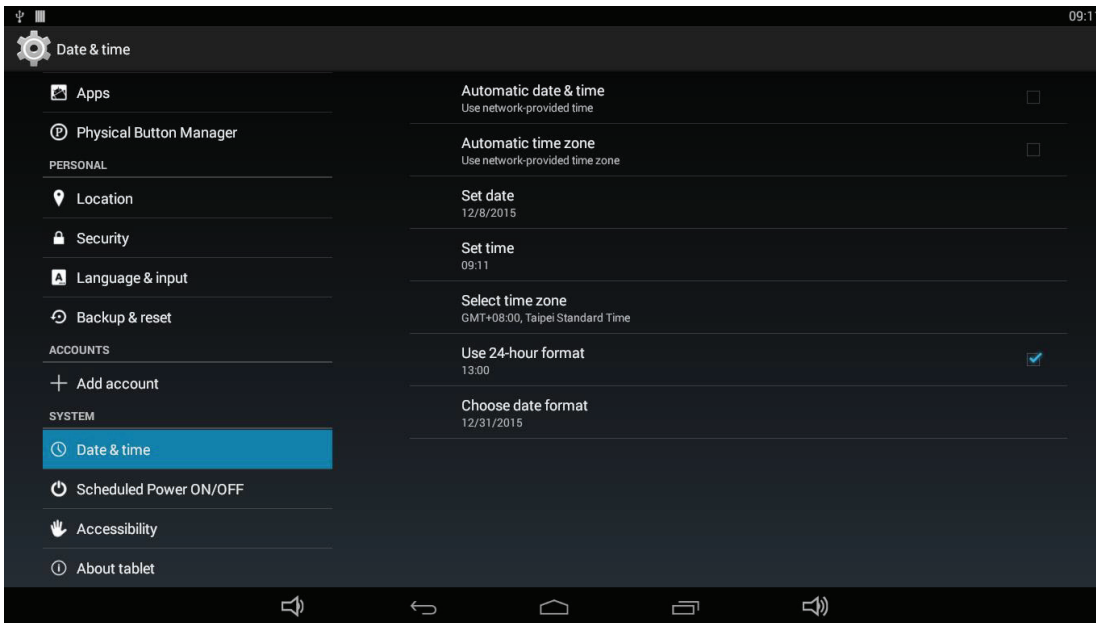 09:11
Date & time
Apps
Physical Button Manager
PERSONAL
Location
Security
Language & input
Backup & reset
ACCOUNTS
Add account
SYSTEM
Date & time
Scheduled Power ON/OFF
Accessibility
About tablet
Automatic date & time
Use network-provided time
Automatic time zone
Use network-provided time zone
Set date
12/8/2015
Set time
09:11
Select time zone
GMT+08:00, Taipei Standard Time
Use 24-hour format
13:00
Choose date format
12/31/2015